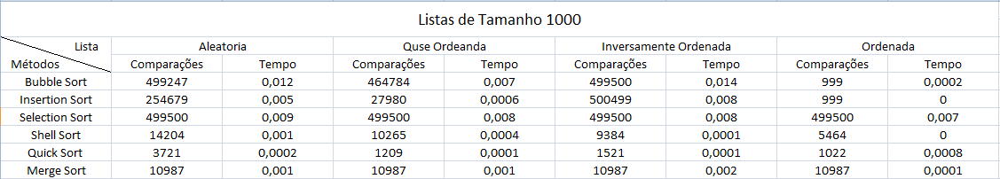 Listas de Tamanho 1000
Lista Aleatoria Quse Ordeanda Inversamente Ordenada Ordenada
Métodos Comparações Tempo Comparações Tempo Comparações Tempo Comparações Tempo
Bubble Sort 499247 0,012 464784 0,007 499500 0,014 999 0,0002
Insertion Sort 254679 0,005 27980 0,0006 500499 0,008 999 0
Selection Sort 499500 0,009 499500 0,008 499500 0,008 499500 0,007
Shell Sort 14204 0,001 10265 0,0004 9384 0,0001 5464 0
Quick Sort 3721 0,0002 1209 0,0001 1521 0,0001 1022 0,0008
Merge Sort 10987 0,001 10987 0,001 10987 0,002 10987 0,0001